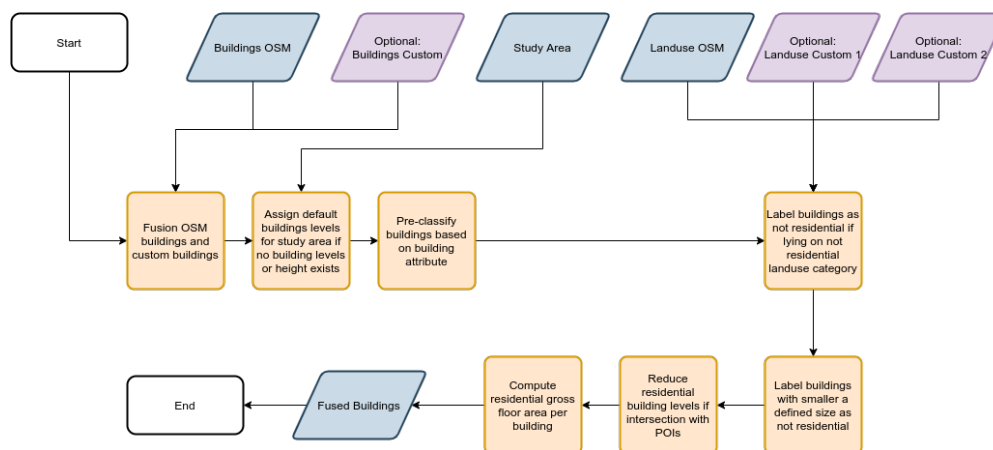 Start
Buildings OSM
Optional:
Buildings Custom
Study Area
Landuse OSM
Optional:
Landuse Custom 1
Optional:
Landuse Custom 2
Fusion OSM
buildings and
custom buildings
Assign default
buildings levels
for study area if
no building levels
or height exists
Pre-classify
buildings based
on building
attribute
Label buildings as
not residential if
lying on not
residential
landuse category
End
Fused Buildings
Compute
residential gross
floor area per
building
Reduce
residential
building levels if
intersection with
POIs
Label buildings
with smaller a
defined size as
not residential